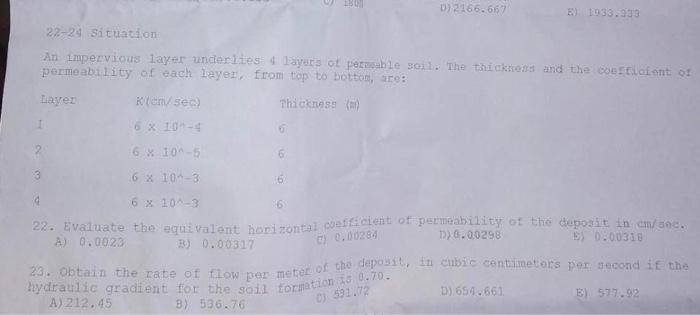 D) 2166.667 E) 1933.333
22-24 Situation
An impervious layer underlies 4 layers of permeable soil. The thickness and the coefficient of
permeability of each layer, from top to bottom, are:
Layer K(cm/sec) Thickness (m)
1 6 x 10^-4 6
2 6 x 10^-5 6
3 6 x 10^-3 6
4 6 x 10^-3 6
22. Evaluate the equivalent horizontal coefficient of permeability of the deposit in cm/sec.
A) 0.0023 B) 0.00317 C) 0.00284 D) 0.00298 E) 0.00318
23. Obtain the rate of flow per meter of the deposit, in cubic centimeters per second if the
hydraulic gradient for the soil formation is 0.70.
A) 212.45 B) 536.76 C) 531.72 D) 654.661 E) 577.92